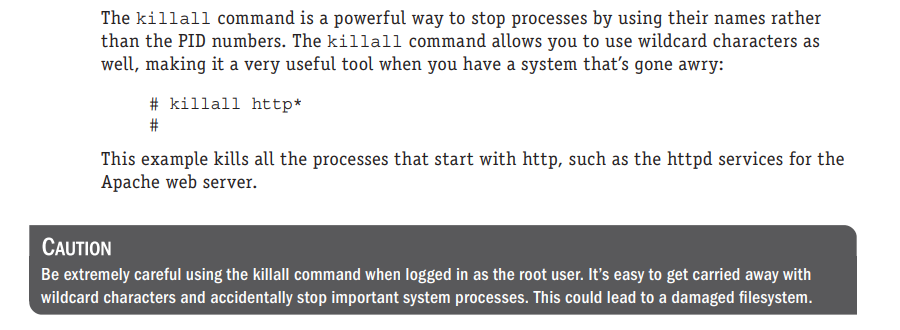 The killall command is a powerful way to stop processes by using their names rather
than the PID numbers. The killall command allows you to use wildcard characters as
well, making it a very useful tool when you have a system that’s gone awry:
# killall http*
#
This example kills all the processes that start with http, such as the httpd services for the
Apache web server.
CAUTION
Be extremely careful using the killall command when logged in as the root user. It’s easy to get carried away with
wildcard characters and accidentally stop important system processes. This could lead to a damaged filesystem.